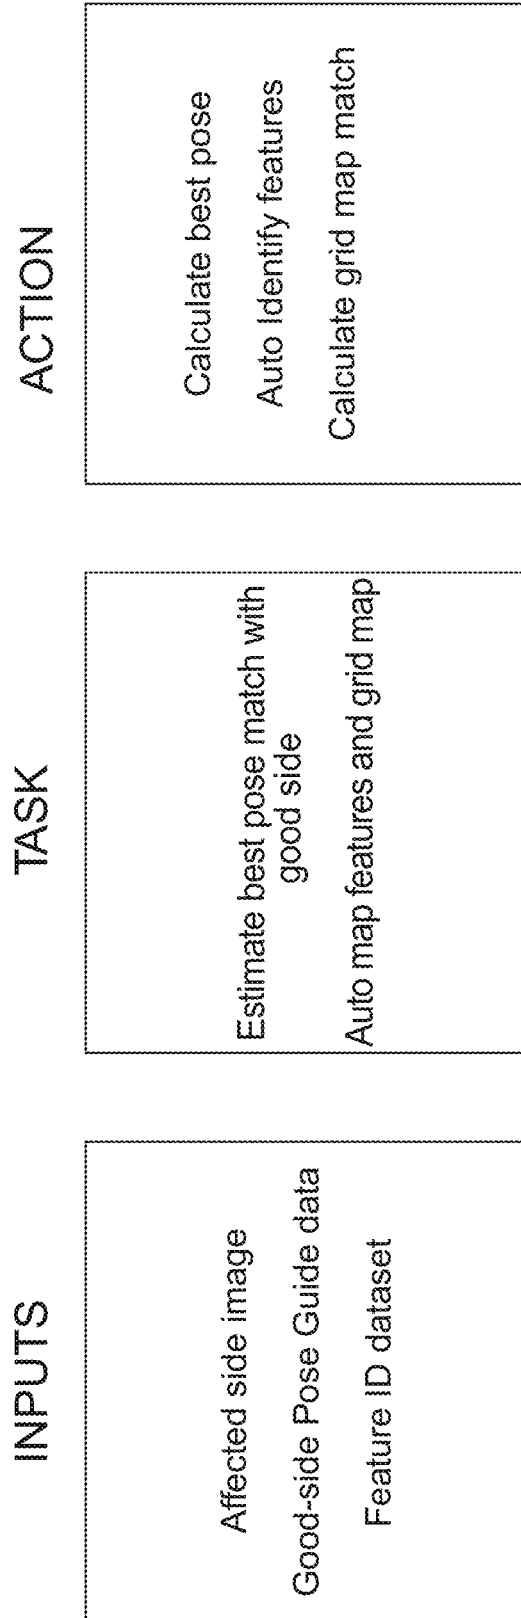 INPUTS
Affected side image
Good-side Pose Guide data
Feature ID dataset
TASK
Estimate best pose match with
good side
Auto map features and grid map
ACTION
Calculate best pose
Auto Identify features
Calculate grid map match